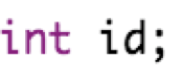 int id;